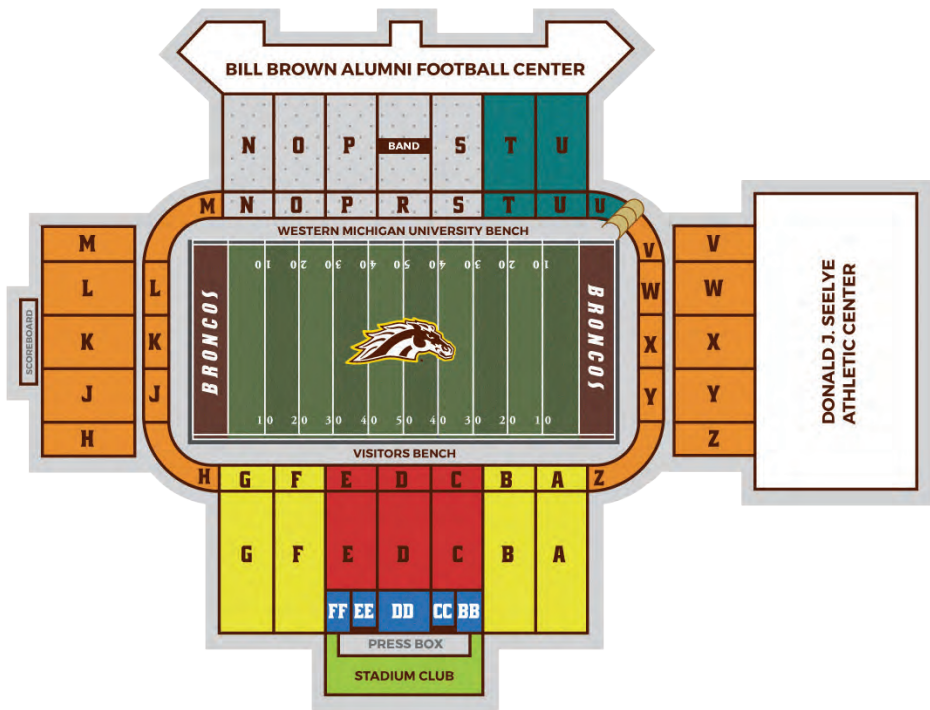 BILL BROWN ALUMNI FOOTBALL CENTER
N O P BAND S T U
M N O P R S T U U
WESTERN MICHIGAN UNIVERSITY BENCH
M
V V
L L
W W
K K
X X
J J
Y Y
H
Z
SCOREBOARD
10 20 30 40 50 40 30 20 10
BRONCOS
BRONCOS
10 20 30 40 50 40 30 20 10
DONALD J. SEELYE
ATHLETIC CENTER
VISITORS BENCH
H G F E D C B A Z
G F E D C B A
FF EE DD CC BB
PRESS BOX
STADIUM CLUB